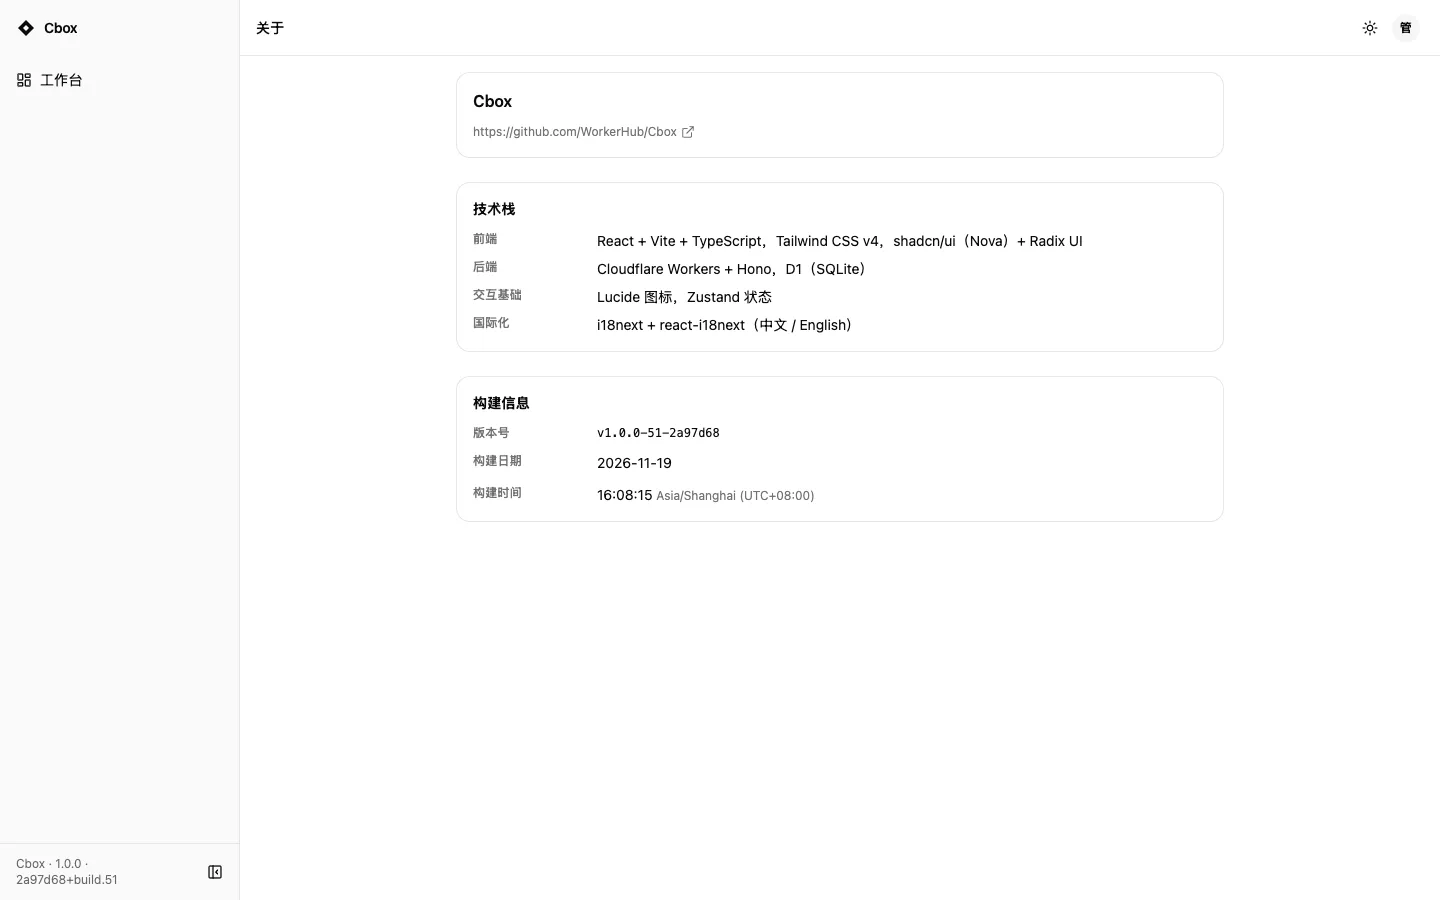 Cbox
工作台
Cbox · 1.0.0 ·
2a97d68+build.51
关于
管
Cbox
https://github.com/WorkerHub/Cbox
技术栈
前端 React + Vite + TypeScript，Tailwind CSS v4，shadcn/ui（Nova）+ Radix UI
后端 Cloudflare Workers + Hono，D1（SQLite）
交互基础 Lucide 图标，Zustand 状态
国际化 i18next + react-i18next（中文 / English）
构建信息
版本号 v1.0.0-51-2a97d68
构建日期 2026-11-19
构建时间 16:08:15 Asia/Shanghai (UTC+08:00)